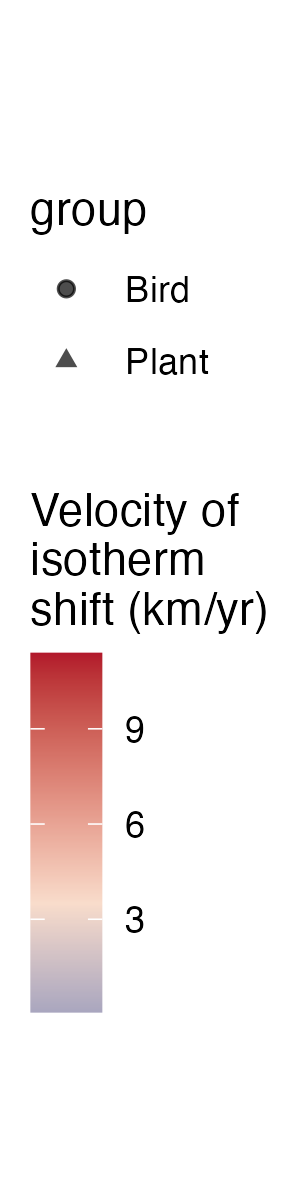 group
Bird
Plant
Velocity of
isotherm
shift (km/yr)
9
6
3